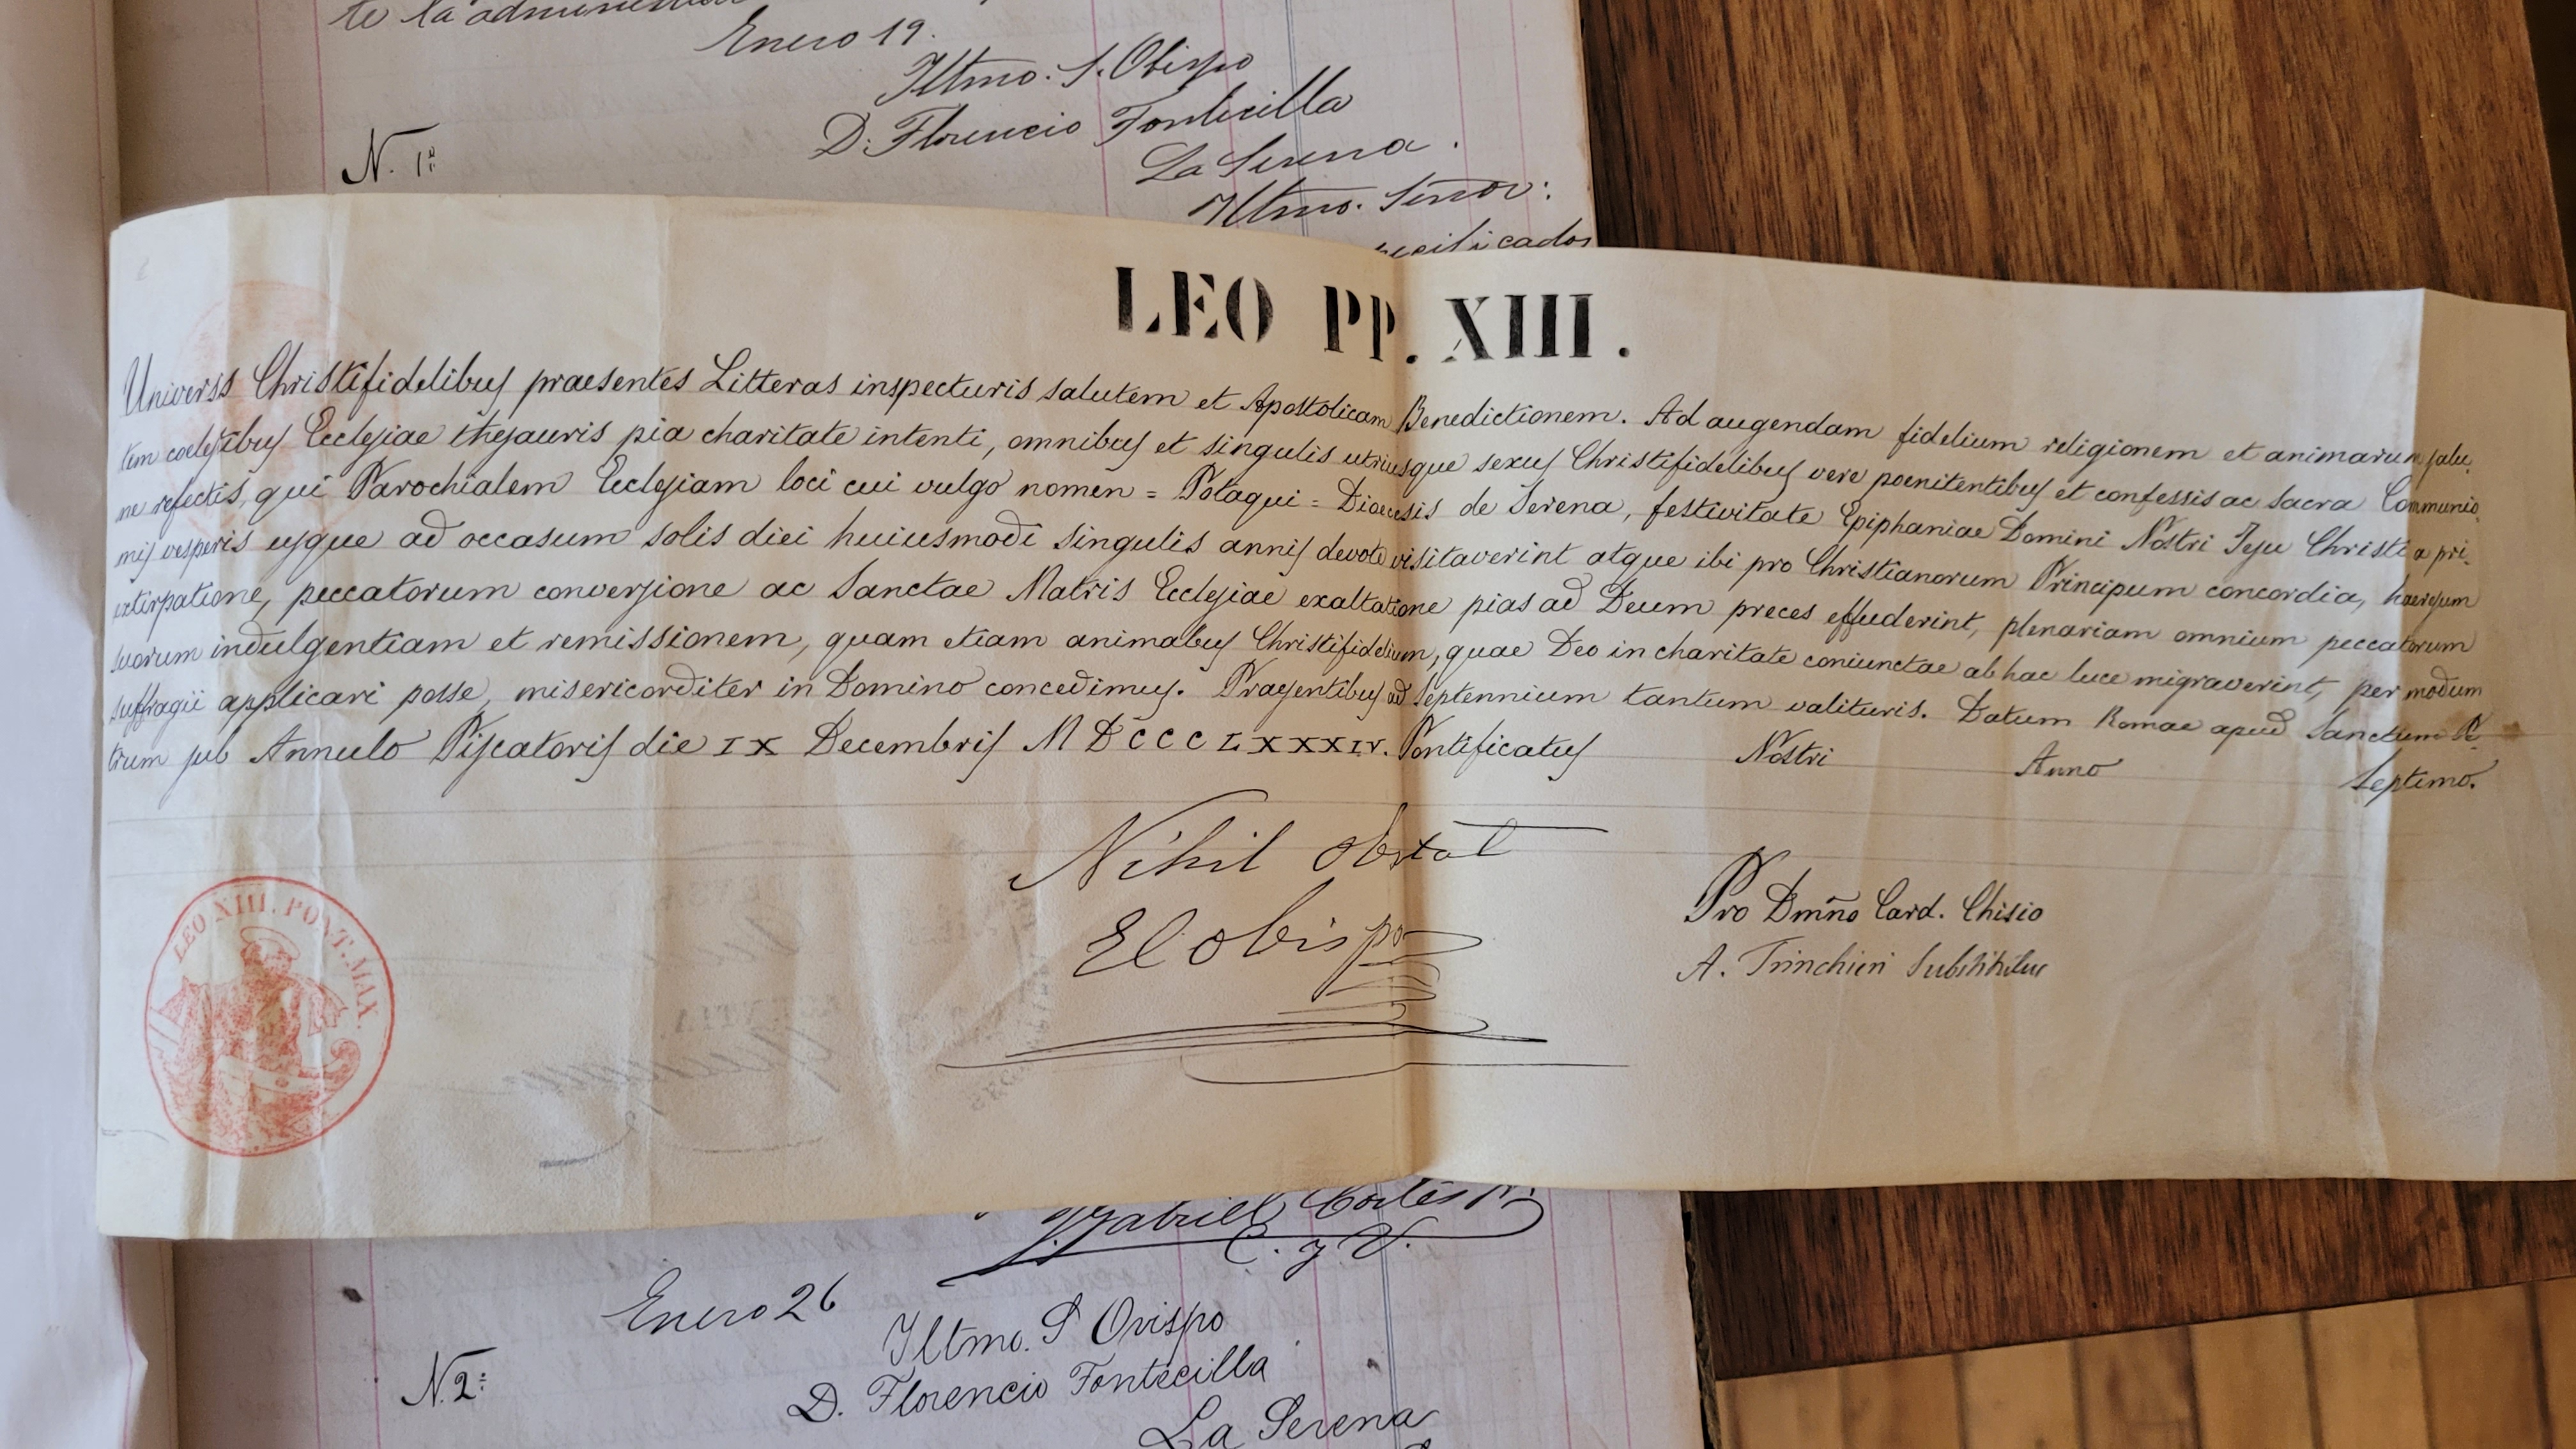 te la
Enero 19.
Iltmo. S. Obispo
D. Florencio Fontecilla
La Serena.
N. 1º
Iltmo. Señor:
LEO PP. XIII.
Universs Christifidelibus praesentes Litteras inspecturis salutem et Apostolicam Benedictionem. Ad augendam fidelium religionem et animarum salu
tem coelestibus Ecclesiae thesauris pia charitate intenti, omnibus et singulis utriusque sexus Christifidelibus vere poenitentibus et confessis ac Sacra Communio
ne refectis, qui Parochialem Ecclesiam loci cui vulgo nomen = Potaqui = Dioecesis de Serena, festivitate Epiphaniae Domini Nostri Jesu Christi a pri
mis vesperis usque ad occasum solis diei huiusmodi singulis annis devote visitaverint atque ibi pro Christianorum Principum concordia, haeresum
extirpatione, peccatorum conversione ac Sanctae Matris Ecclesiae exaltatione pias ad Deum preces effuderint, plenariam omnium peccatorum
suorum indulgentiam et remissionem, quam etiam animabus Christifidelium, quae Deo in charitate coniunctae ab hac luce migraverint, per modum
suffragii applicari posse, misericorditer in Domino concedimus. Praesentibus ad Septennium tantum valituris. Datum Romae apud Sanctum Pe
trum sub Annulo Piscatoris die IX Decembris MDCCCLXXXIV. Pontificatus Nostri Anno Septimo.
Nihil obstat
El obispo
Pro Dmño Card. Chisio
A. Trinchieri Substitutus
LEO XIII. PONT. MAX.
Gabriel Cortés
C. y V.
Enero 26
Iltmo. S Ovispo
N. 2:
D. Florencio Fontecilla
La Serena